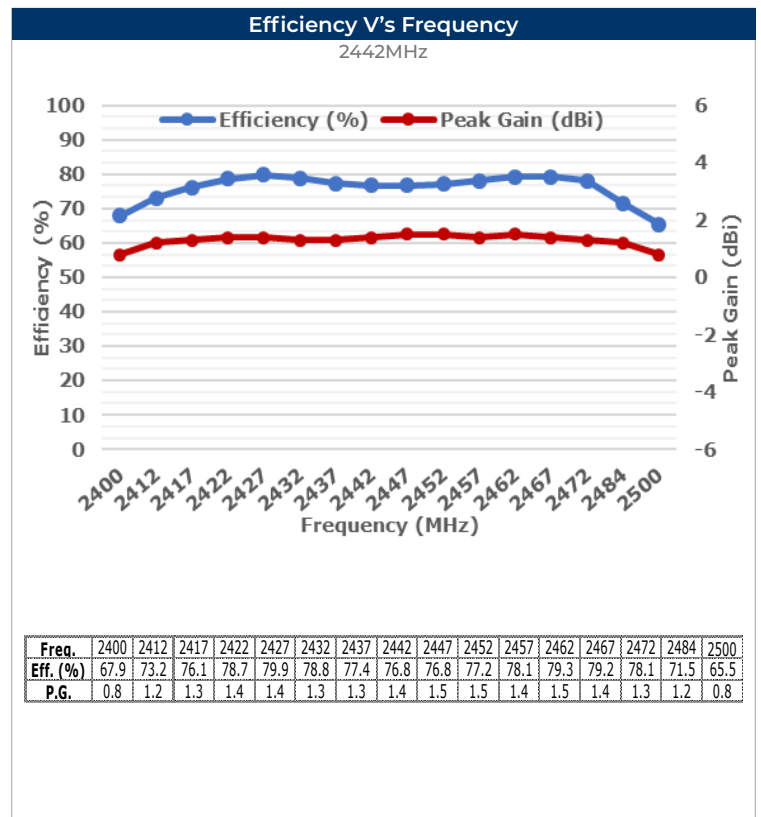 Efficiency V's Frequency
2442MHz
Efficiency (%) Peak Gain (dBi)
100
90
80
70
60
50
40
30
20
10
0
Efficiency (%)
6
4
2
0
-2
-4
-6
Peak Gain (dBi)
2400 2412 2417 2422 2427 2432 2437 2442 2447 2452 2457 2462 2467 2472 2484 2500
Frequency (MHz)
Freq. 2400 2412 2417 2422 2427 2432 2437 2442 2447 2452 2457 2462 2467 2472 2484 2500
Eff. (%) 67.9 73.2 76.1 78.7 79.9 78.8 77.4 76.8 76.8 77.2 78.1 79.3 79.2 78.1 71.5 65.5
P.G. 0.8 1.2 1.3 1.4 1.4 1.3 1.3 1.4 1.5 1.5 1.4 1.5 1.4 1.3 1.2 0.8